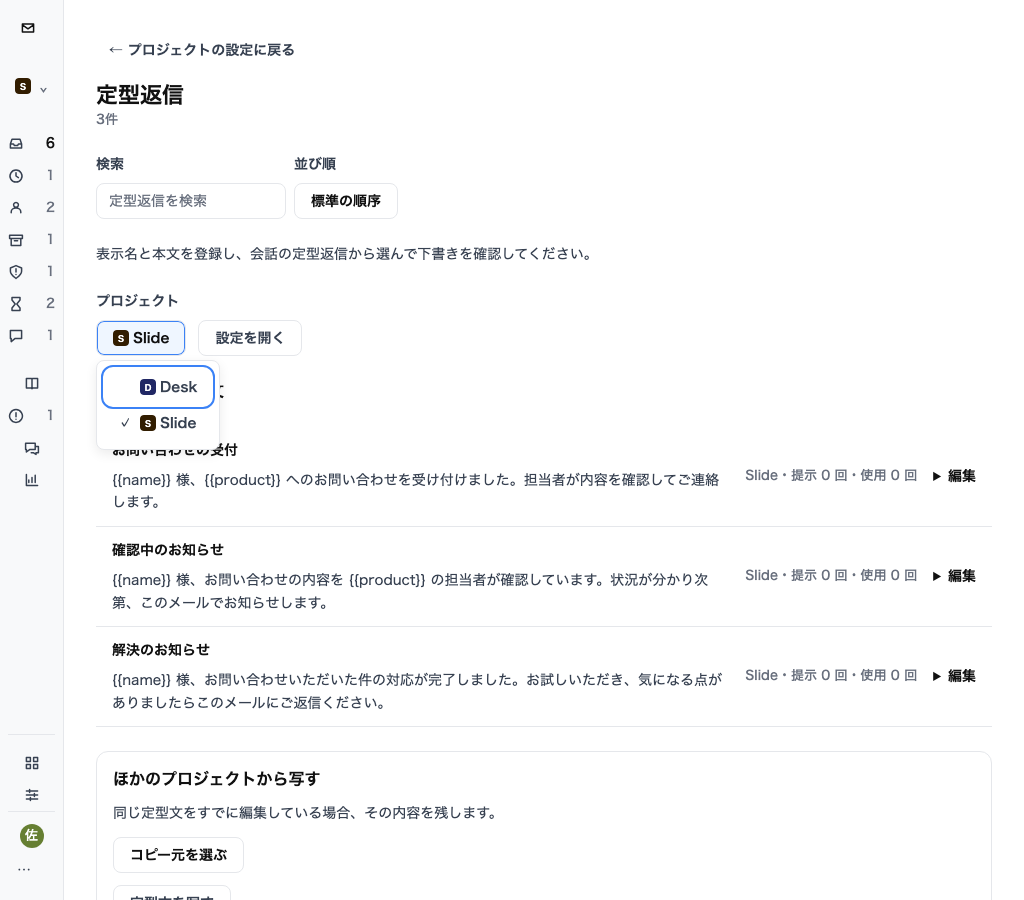 ← プロジェクトの設定に戻る
S
定型返信
3件
6
1
2
1
1
2
1
1
検索
並び順
定型返信を検索
標準の順序
表示名と本文を登録し、会話の定型返信から選んで下書きを確認してください。
プロジェクト
S Slide
設定を開く
D Desk
✓ S Slide
お問い合わせの受付
{{name}} 様、{{product}} へのお問い合わせを受け付けました。担当者が内容を確認してご連絡
します。
Slide・提示 0 回・使用 0 回
▶ 編集
確認中のお知らせ
{{name}} 様、お問い合わせの内容を {{product}} の担当者が確認しています。状況が分かり次
第、このメールでお知らせします。
Slide・提示 0 回・使用 0 回
▶ 編集
解決のお知らせ
{{name}} 様、お問い合わせいただいた件の対応が完了しました。お試しいただき、気になる点が
ありましたらこのメールにご返信ください。
Slide・提示 0 回・使用 0 回
▶ 編集
ほかのプロジェクトから写す
同じ定型文をすでに編集している場合、その内容を残します。
コピー元を選ぶ
定型文を写す
佐
…